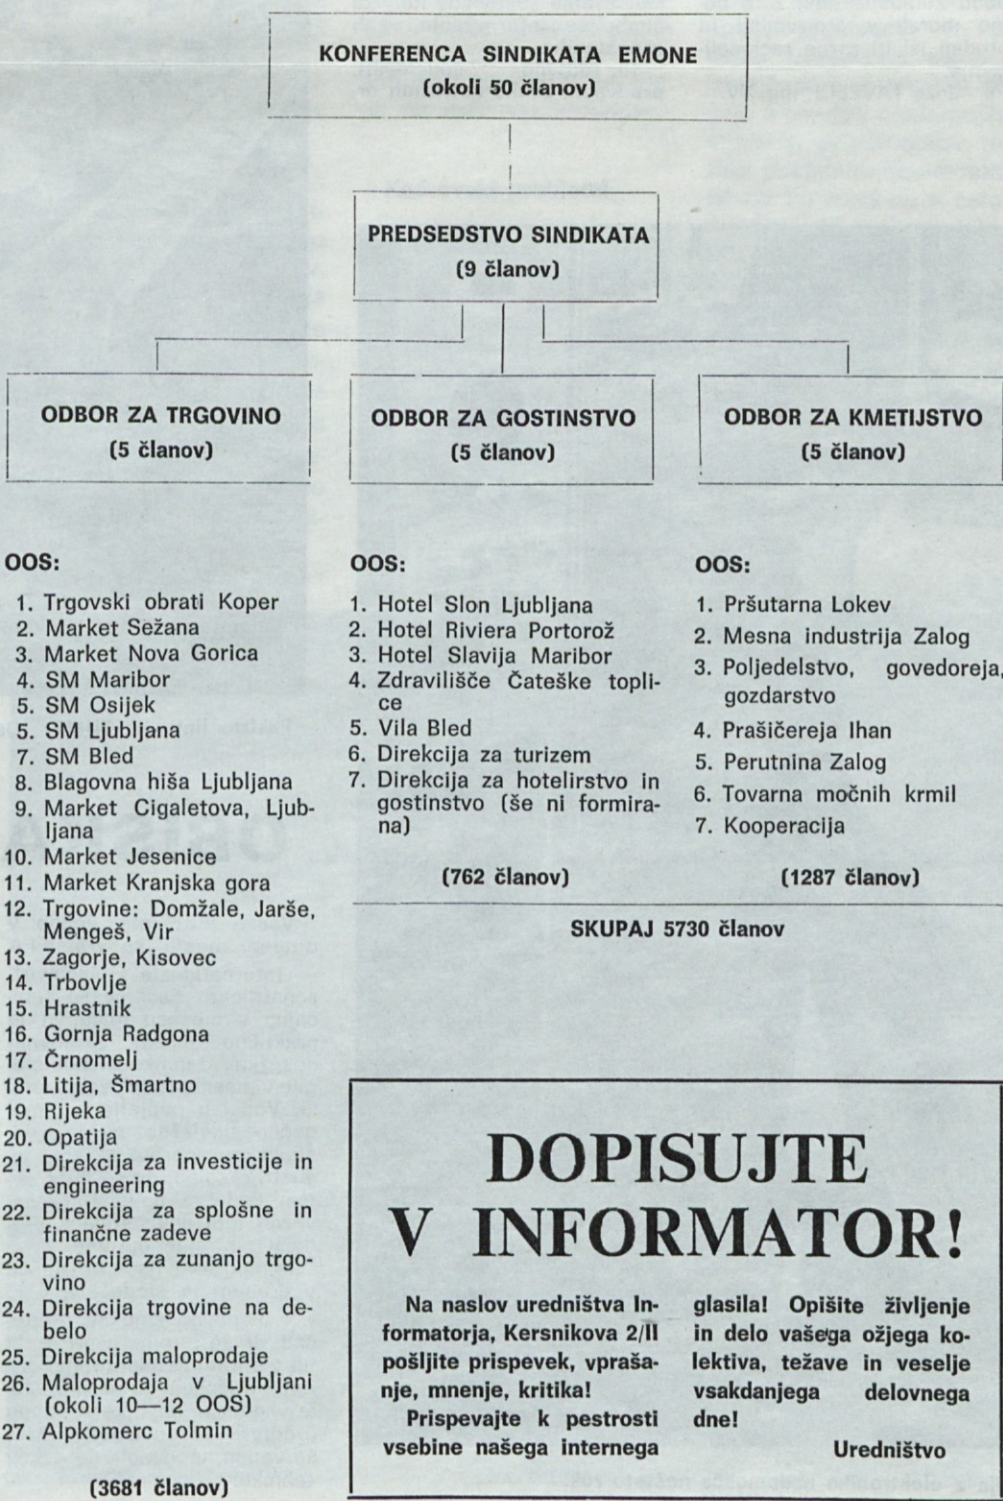 KONFERENCA SINDIKATA EMONE
(okoli 50 članov)
PREDSEDSTVO SINDIKATA
(9 članov)
ODBOR ZA TRGOVINO
(5 članov)
ODBOR ZA GOSTINSTVO
(5 članov)
ODBOR ZA KMETIJSTVO
(5 članov)
OOS:
1. Trgovski obrati Koper
2. Market Sežana
3. Market Nova Gorica
4. SM Maribor
5. SM Osijek
5. SM Ljubljana
7. SM Bled
8. Blagovna hiša Ljubljana
9. Market Cigaletova, Ljub-
ljana
10. Market Jesenice
11. Market Kranjska gora
12. Trgovine: Domžale, Jarše,
Mengeš, Vir
13. Zagorje, Kisovec
14. Trbovlje
15. Hrastnik
16. Gornja Radgona
17. Črnomelj
18. Litija, Šmartno
19. Rijeka
20. Opatija
21. Direkcija za investicije in
engineering
22. Direkcija za splošne in
finančne zadeve
23. Direkcija za zunanjo trgo-
vino
24. Direkcija trgovine na de-
belo
25. Direkcija maloprodaje
26. Maloprodaja v Ljubljani
(okoli 10—12 OOS)
27. Alpkomerc Tolmin
(3681 članov)
OOS:
1. Hotel Slon Ljubljana
2. Hotel Riviera Portorož
3. Hotel Slavija Maribor
4. Zdravilišče Čateške topli-
ce
5. Vila Bled
6. Direkcija za turizem
7. Direkcija za hotelirstvo in
gostinstvo (še ni formira-
na)
(762 članov)
OOS:
1. Pršutarna Lokev
2. Mesna industrija Zalog
3. Poljedelstvo, govedoreja,
gozdarstvo
4. Prašičereja Ihan
5. Perutnina Zalog
6. Tovarna močnih krmil
7. Kooperacija
(1287 članov)
SKUPAJ 5730 članov
DOPISUJTE
V INFORMATOR!
Na naslov uredništva In-
formatorja, Kersnikova 2/II
pošljite prispevek, vpraša-
nje, mnenje, kritika!
Prispevajte k pestrosti
vsebine našega internega
glasila! Opišite življenje
in delo vašega ožjega ko-
lektiva, težave in veselje
vsakdanjega delovnega
dne!
Uredništvo